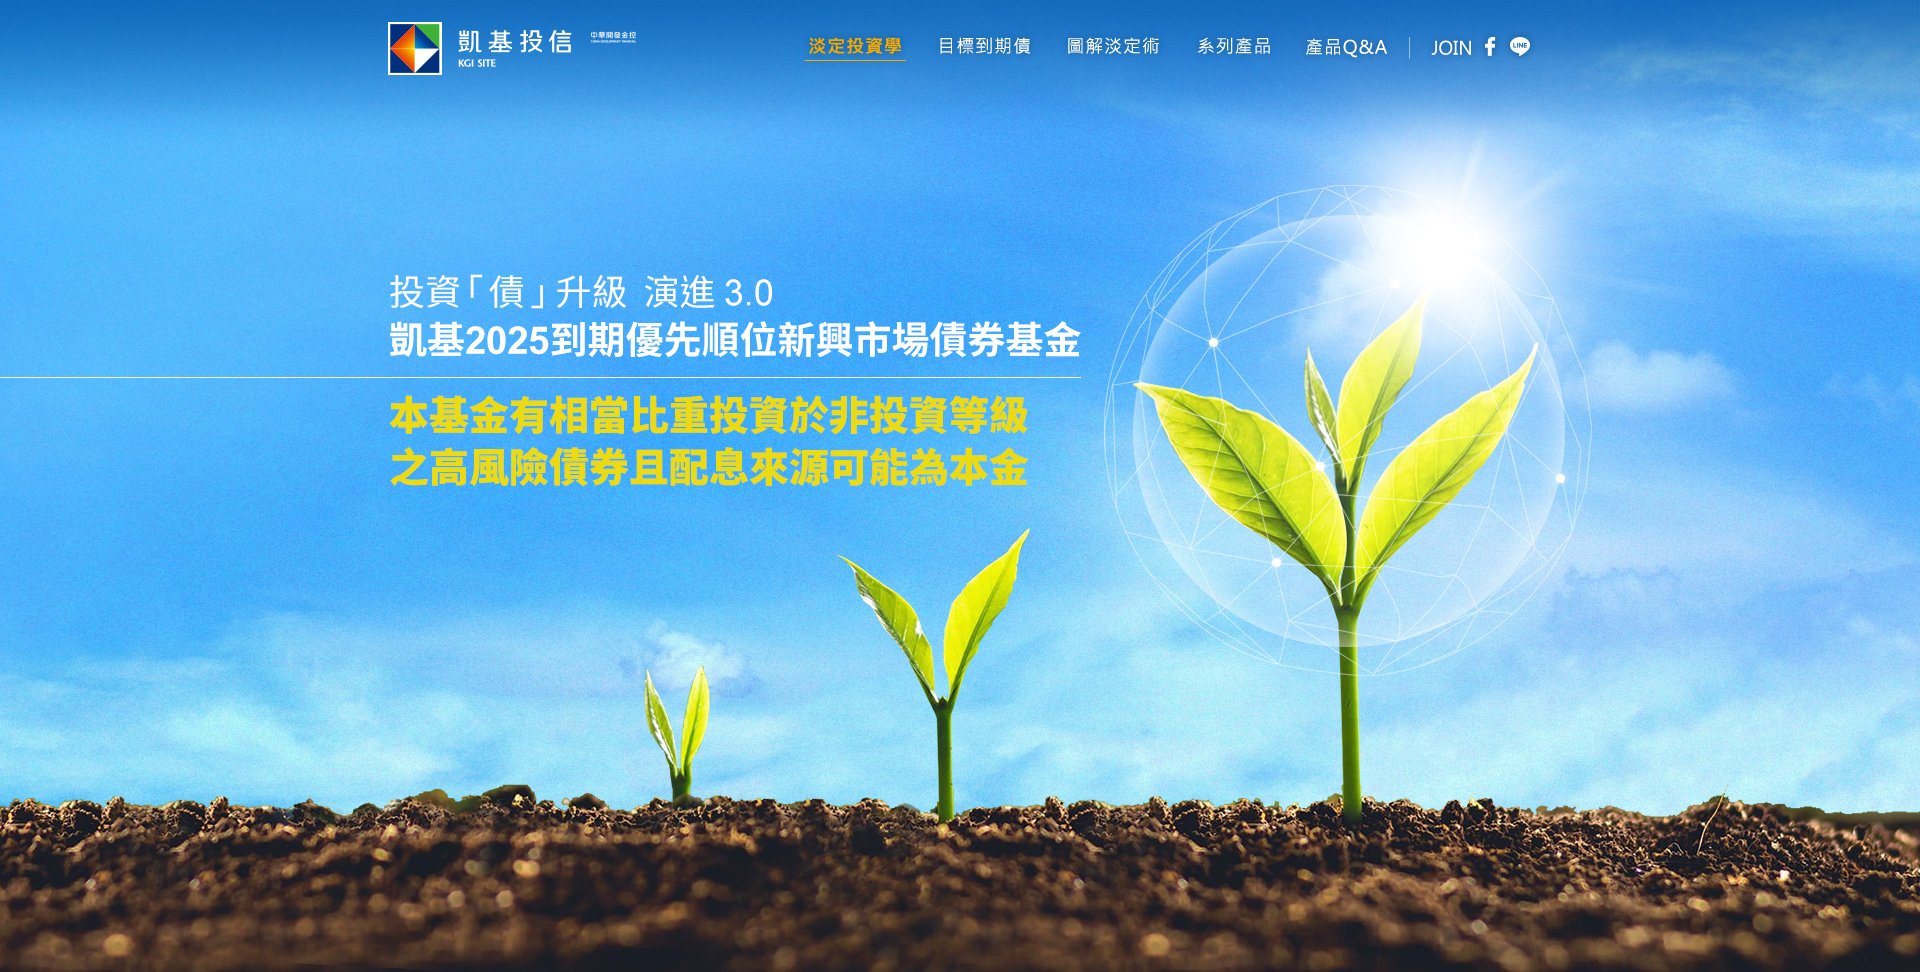 凱基投信
KGI SITE
中華開發金控
CHINA DEVELOPMENT FINANCIAL
淡定投資學
目標到期債
圖解淡定術
系列產品
產品Q&A
JOIN
LINE
投資「債」升級 演進 3.0
凱基2025到期優先順位新興市場債券基金
本基金有相當比重投資於非投資等級
之高風險債券且配息來源可能為本金